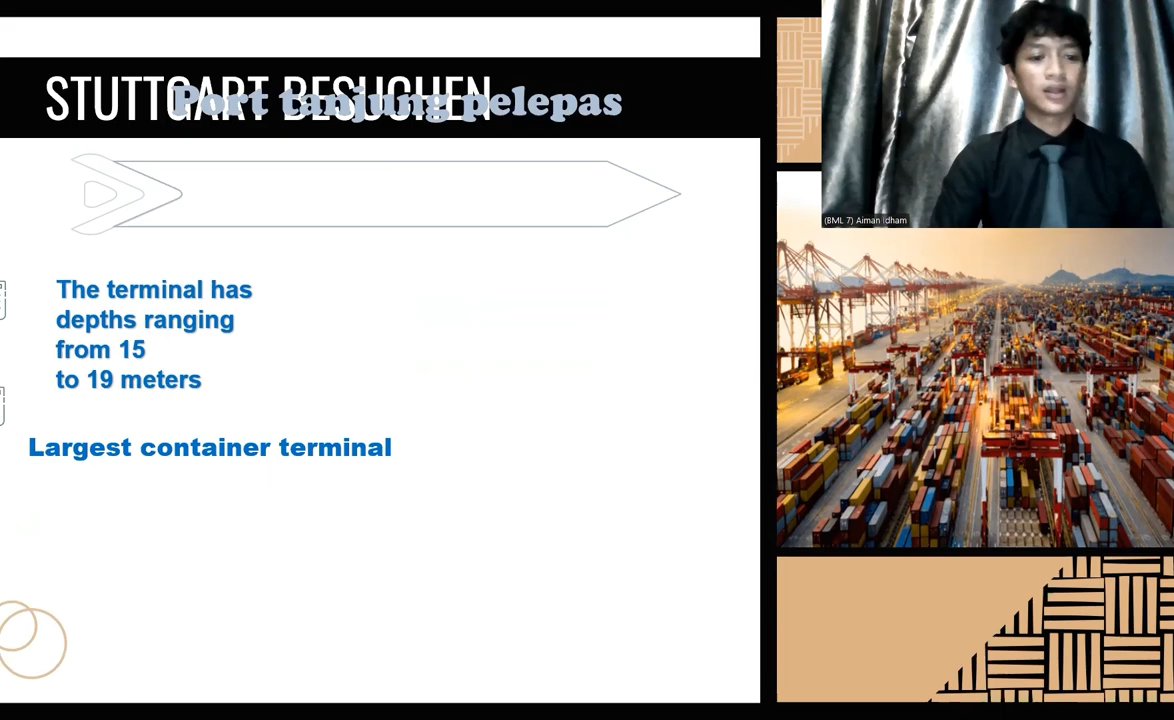 STUTTGART BESUCHEN
Port tanjung pelepas
(BML 7) Aiman Idham
The terminal has
depths ranging
from 15
to 19 meters
Largest container terminal